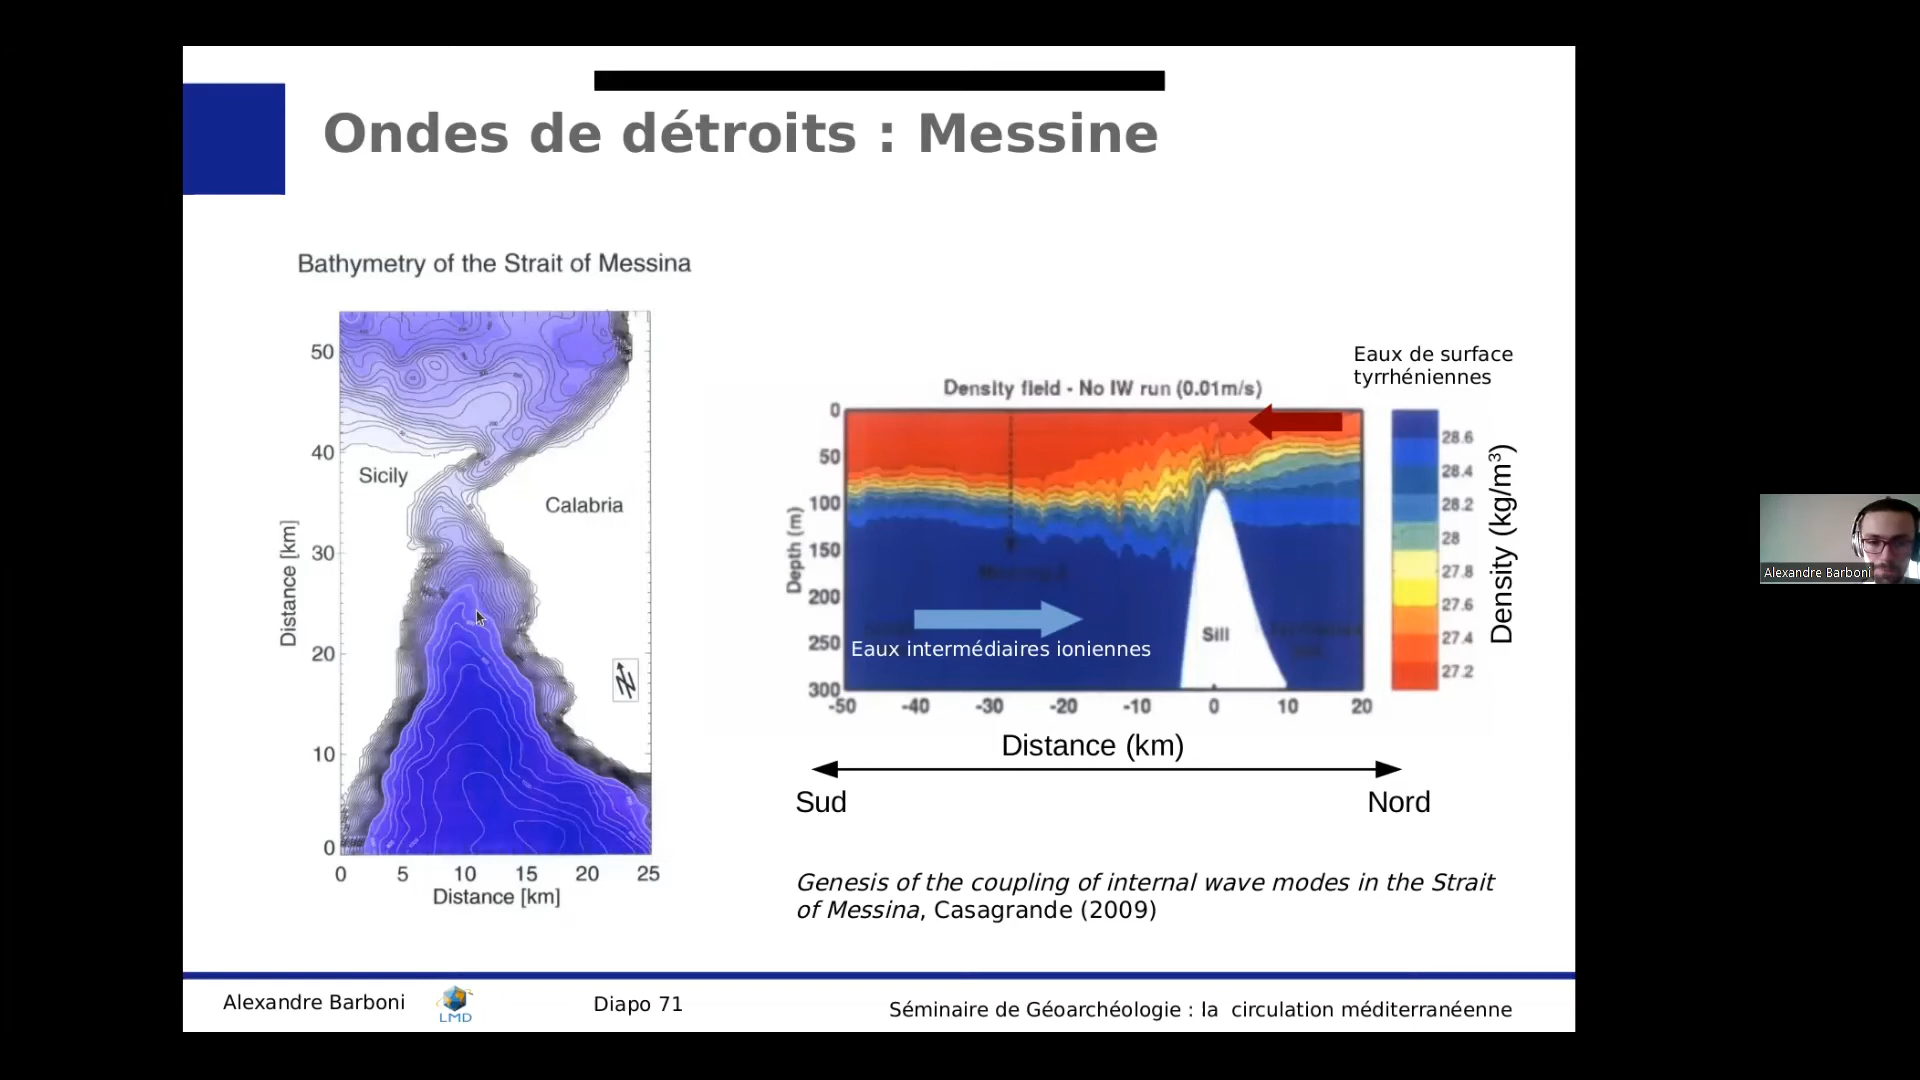 Ondes de détroits : Messine
Bathymetry of the Strait of Messina
50
40
30
20
10
0
Distance [km]
Sicily
Calabria
N
0 5 10 15 20 25
Distance [km]
Eaux de surface
tyrrhéniennes
Density field - No IW run (0.01m/s)
0
50
100
150
200
250
300
Depth (m)
Eaux intermédiaires ioniennes
Sill
-50 -40 -30 -20 -10 0 10 20
Distance (km)
Sud Nord
28.6
28.4
28.2
28
27.8
27.6
27.4
27.2
Density (kg/m³)
Genesis of the coupling of internal wave modes in the Strait
of Messina, Casagrande (2009)
Alexandre Barboni
LMD
Diapo 71
Séminaire de Géoarchéologie : la circulation méditerranéenne
Alexandre Barboni